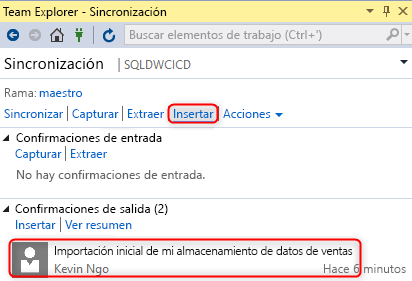 Team Explorer - Sincronización
Buscar elementos de trabajo (Ctrl+')
Sincronización | SQLDWCICD
Rama: maestro
Sincronizar | Capturar | Extraer | Insertar | Acciones
Confirmaciones de entrada
Capturar | Extraer
No hay confirmaciones de entrada.
Confirmaciones de salida (2)
Insertar | Ver resumen
Importación inicial de mi almacenamiento de datos de ventas
Kevin Ngo Hace 6 minutos